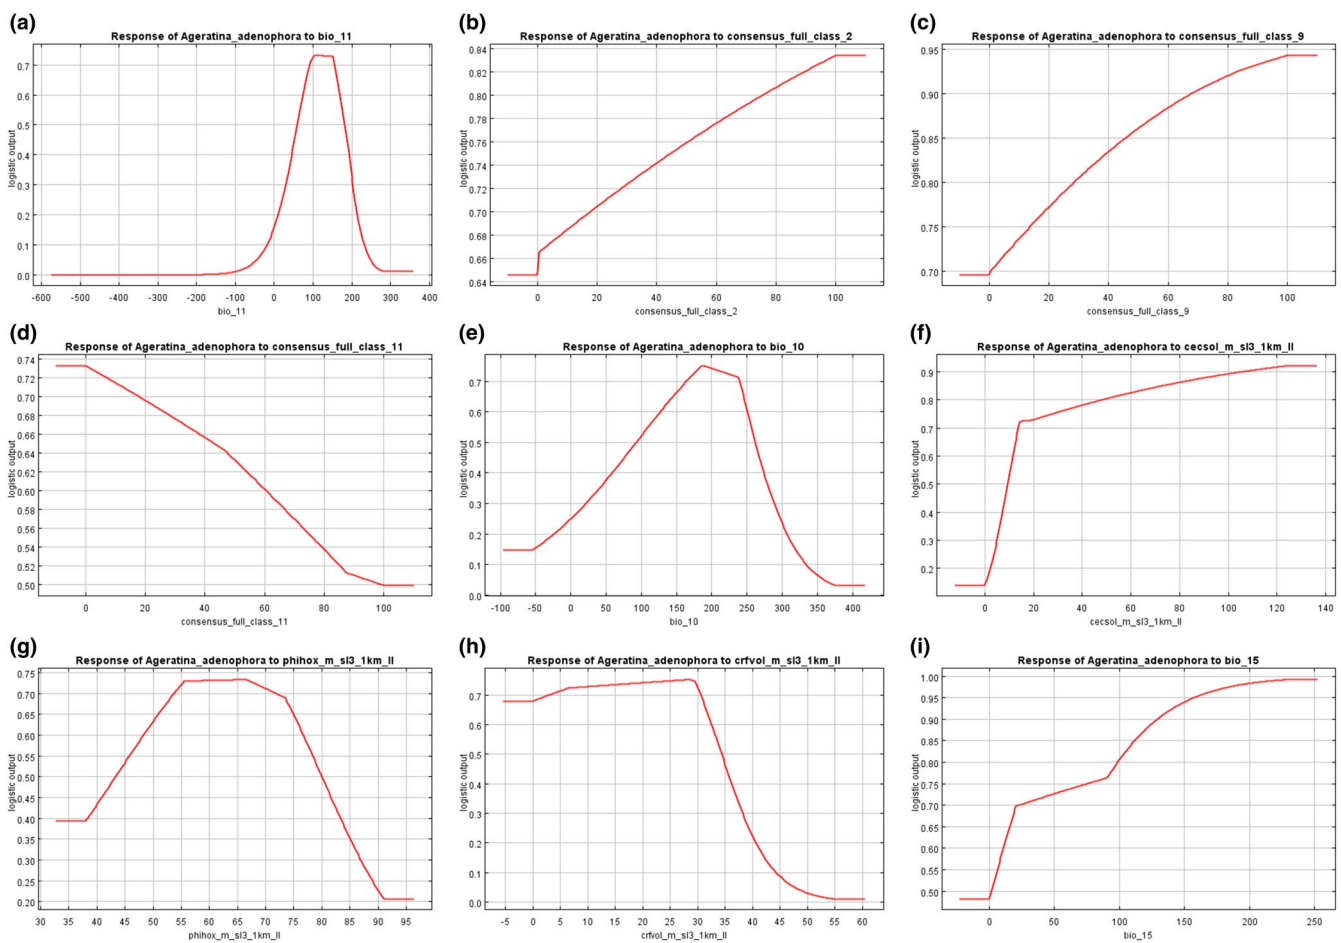 (a)
Response of Ageratina_adenophora to bio_11
logistic output
0.7
0.6
0.5
0.4
0.3
0.2
0.1
0.0
-600 -500 -400 -300 -200 -100 0 100 200 300 400
bio_11
(b)
Response of Ageratina_adenophora to consensus_full_class_2
logistic output
0.84
0.82
0.80
0.78
0.76
0.74
0.72
0.70
0.68
0.66
0.64
0 20 40 60 80 100
consensus_full_class_2
(c)
Response of Ageratina_adenophora to consensus_full_class_9
logistic output
0.95
0.90
0.85
0.80
0.75
0.70
0 20 40 60 80 100
consensus_full_class_9
(d)
Response of Ageratina_adenophora to consensus_full_class_11
logistic output
0.74
0.72
0.70
0.68
0.66
0.64
0.62
0.60
0.58
0.56
0.54
0.52
0.50
0 20 40 60 80 100
consensus_full_class_11
(e)
Response of Ageratina_adenophora to bio_10
logistic output
0.7
0.6
0.5
0.4
0.3
0.2
0.1
0.0
-100 -50 0 50 100 150 200 250 300 350 400
bio_10
(f)
Response of Ageratina_adenophora to cecsol_m_sl3_1km_ll
logistic output
0.9
0.8
0.7
0.6
0.5
0.4
0.3
0.2
0 20 40 60 80 100 120 140
cecsol_m_sl3_1km_ll
(g)
Response of Ageratina_adenophora to phihox_m_sl3_1km_ll
logistic output
0.75
0.70
0.65
0.60
0.55
0.50
0.45
0.40
0.35
0.30
0.25
0.20
30 35 40 45 50 55 60 65 70 75 80 85 90 95
phihox_m_sl3_1km_ll
(h)
Response of Ageratina_adenophora to crfvol_m_sl3_1km_ll
logistic output
0.7
0.6
0.5
0.4
0.3
0.2
0.1
0.0
-5 0 5 10 15 20 25 30 35 40 45 50 55 60
crfvol_m_sl3_1km_ll
(i)
Response of Ageratina_adenophora to bio_15
logistic output
1.00
0.95
0.90
0.85
0.80
0.75
0.70
0.65
0.60
0.55
0.50
0 50 100 150 200 250
bio_15